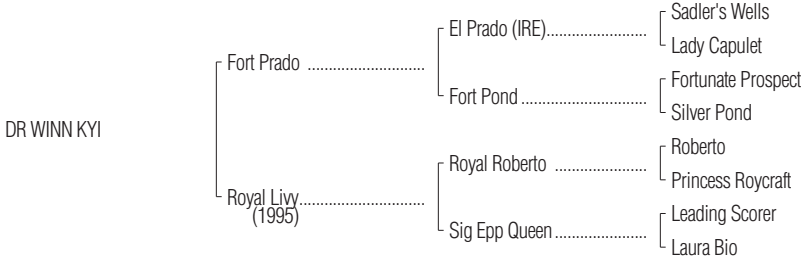 Sadler's Wells
El Prado (IRE)
Lady Capulet
Fort Prado
Fortunate Prospect
Fort Pond
Silver Pond
DR WINN KYI
Roberto
Royal Roberto
Princess Roycraft
Royal Livy
(1995)
Leading Scorer
Sig Epp Queen
Laura Bio